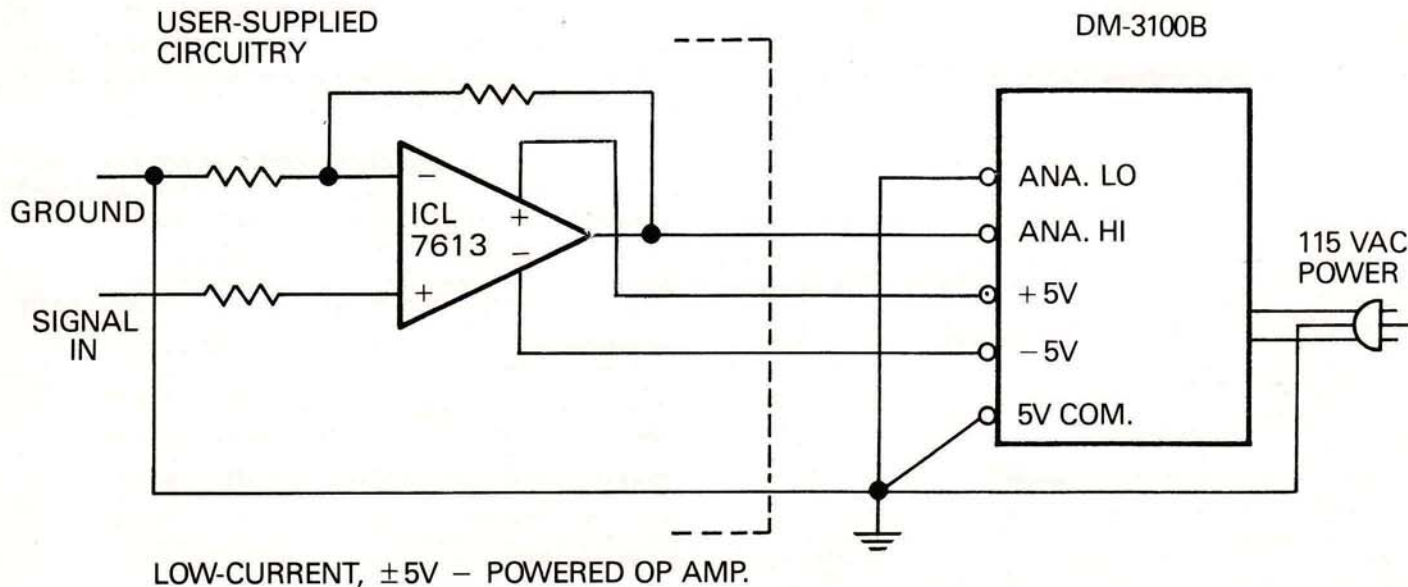 USER-SUPPLIED
CIRCUITRY
DM-3100B
GROUND
SIGNAL
IN
−
ICL
7613
+
−
+
ANA. LO
ANA. HI
+5V
−5V
5V COM.
115 VAC
POWER
LOW-CURRENT, ±5V – POWERED OP AMP.